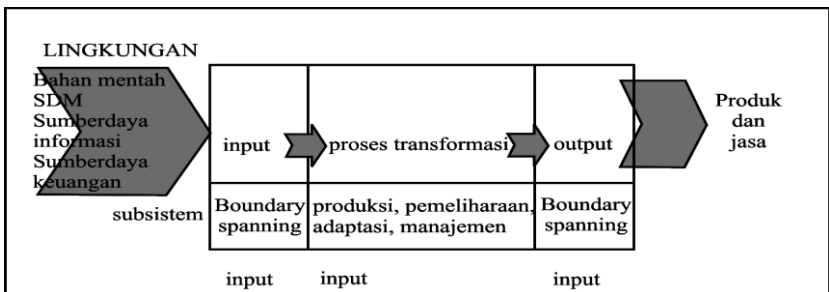 LINGKUNGAN
Bahan mentah
SDM
Sumberdaya
informasi
Sumberdaya
keuangan
subsistem
input
proses transformasi
output
Produk
dan
jasa
Boundary
spanning
produksi, pemeliharaan,
adaptasi, manajemen
Boundary
spanning
input
input
input